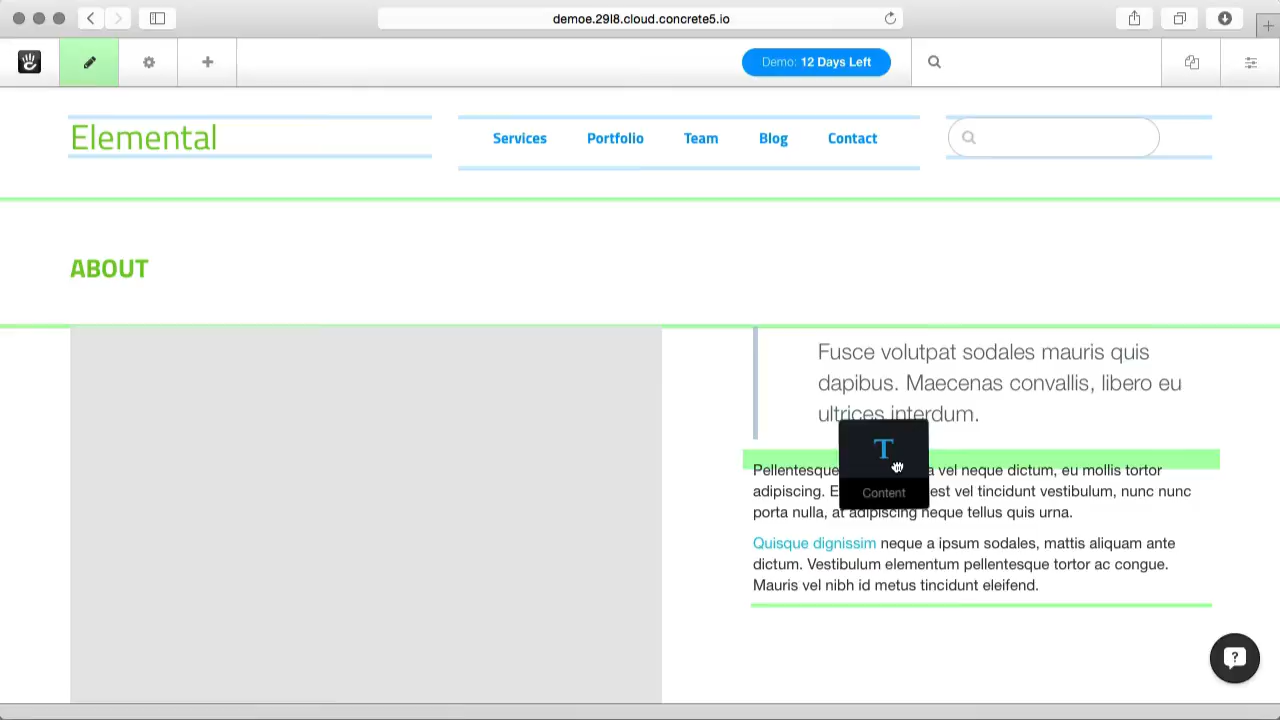 demoe.29l8.cloud.concrete5.io
Demo: 12 Days Left
Elemental
Services
Portfolio
Team
Blog
Contact
ABOUT
Fusce volutpat sodales mauris quis
dapibus. Maecenas convallis, libero eu
ultrices interdum.
T
Content
Pellentesque a vel neque dictum, eu mollis tortor
adipiscing. E est vel tincidunt vestibulum, nunc nunc
porta nulla, at adipiscing neque tellus quis urna.
Quisque dignissim neque a ipsum sodales, mattis aliquam ante
dictum. Vestibulum elementum pellentesque tortor ac congue.
Mauris vel nibh id metus tincidunt eleifend.